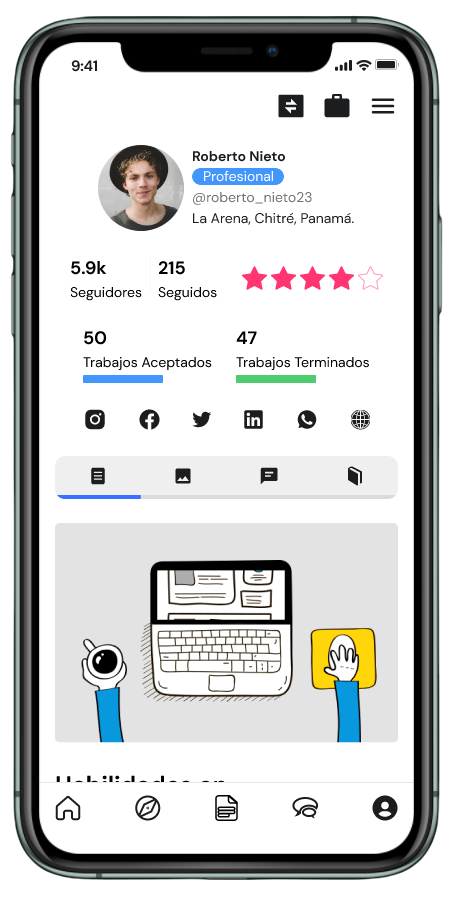 9:41
Roberto Nieto
Profesional
@roberto_nieto23
La Arena, Chitré, Panamá.
5.9k
215
Seguidores
Seguidos
50
47
Trabajos Aceptados
Trabajos Terminados